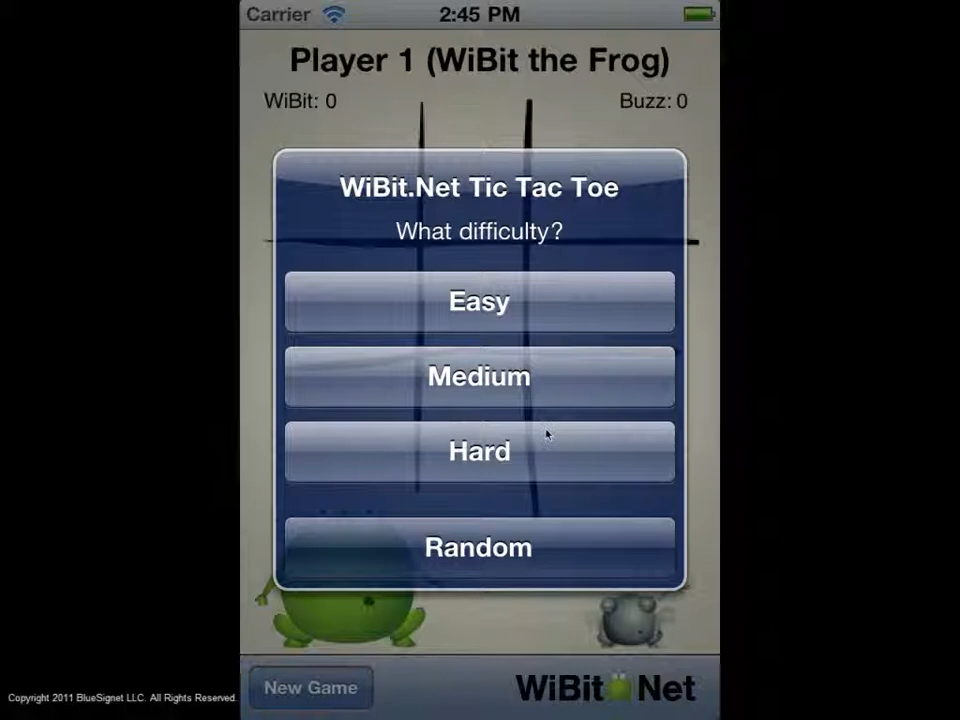 Carrier 2:45 PM
Player 1 (WiBit the Frog)
WiBit: 0 Buzz: 0
WiBit.Net Tic Tac Toe
What difficulty?
Easy
Medium
Hard
Random
New Game WiBit Net
Copyright 2011 BlueSignet LLC. All Rights Reserved.